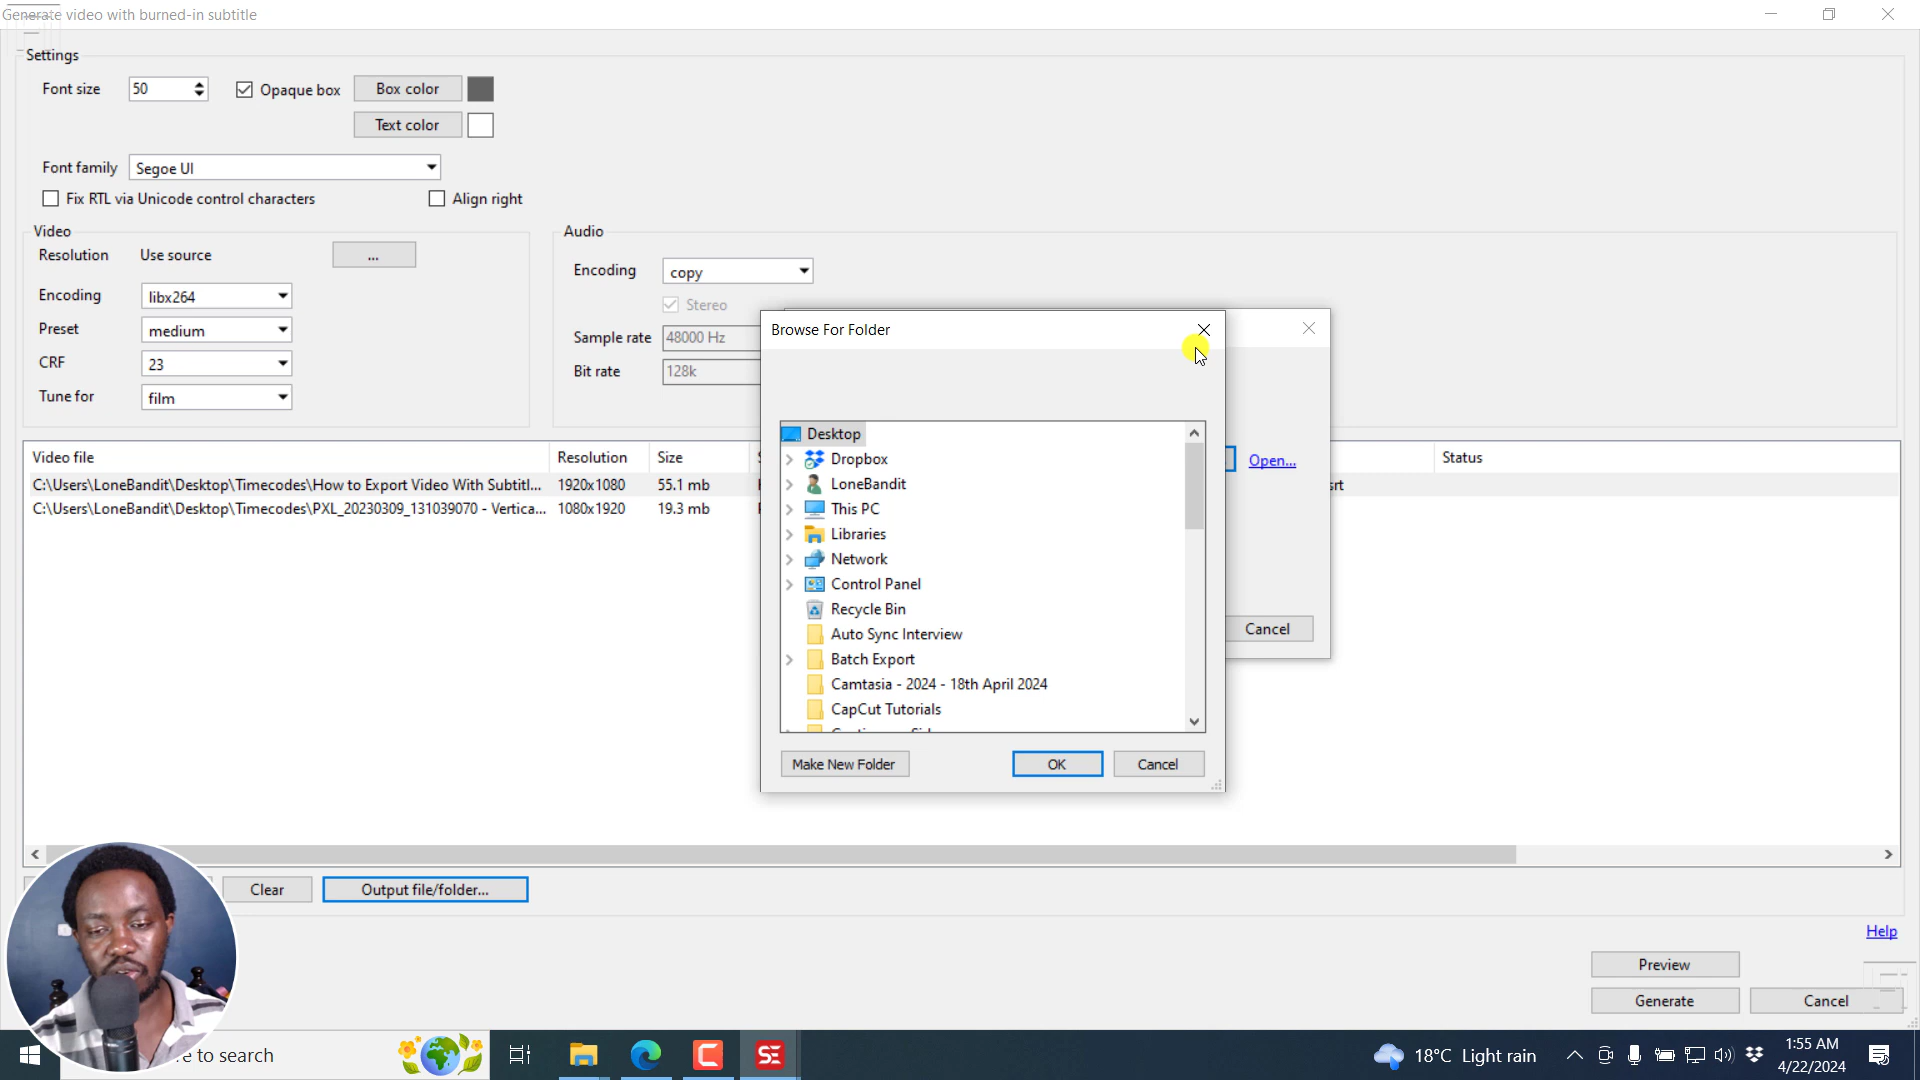 Generate video with burned-in subtitle
Settings
Font size 50 Opaque box Box color
Text color
Font family Segoe UI
Fix RTL via Unicode control characters Align right
Video
Resolution Use source ...
Encoding libx264
Preset medium
CRF 23
Tune for film
Audio
Encoding copy
Stereo
Sample rate 48000 Hz
Bit rate 128k
Browse For Folder
Desktop
Dropbox
LoneBandit
This PC
Libraries
Network
Control Panel
Recycle Bin
Auto Sync Interview
Batch Export
Camtasia - 2024 - 18th April 2024
CapCut Tutorials
Make New Folder OK Cancel
Open...
Cancel
Video file Resolution Size Status
C:\Users\LoneBandit\Desktop\Timecodes\How to Export Video With Subtitl... 1920x1080 55.1 mb srt
C:\Users\LoneBandit\Desktop\Timecodes\PXL_20230309_131039070 - Vertica... 1080x1920 19.3 mb
Clear Output file/folder...
Help
Preview
Generate Cancel
e to search
18°C Light rain
1:55 AM
4/22/2024
SE